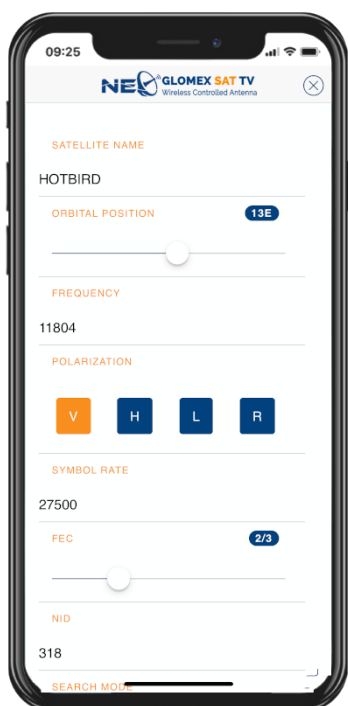 09:25
NEO GLOMEX SAT TV
Wireless Controlled Antenna
SATELLITE NAME
HOTBIRD
ORBITAL POSITION 13E
FREQUENCY
11804
POLARIZATION
V H L R
SYMBOL RATE
27500
FEC 2/3
NID
318
SEARCH MODE